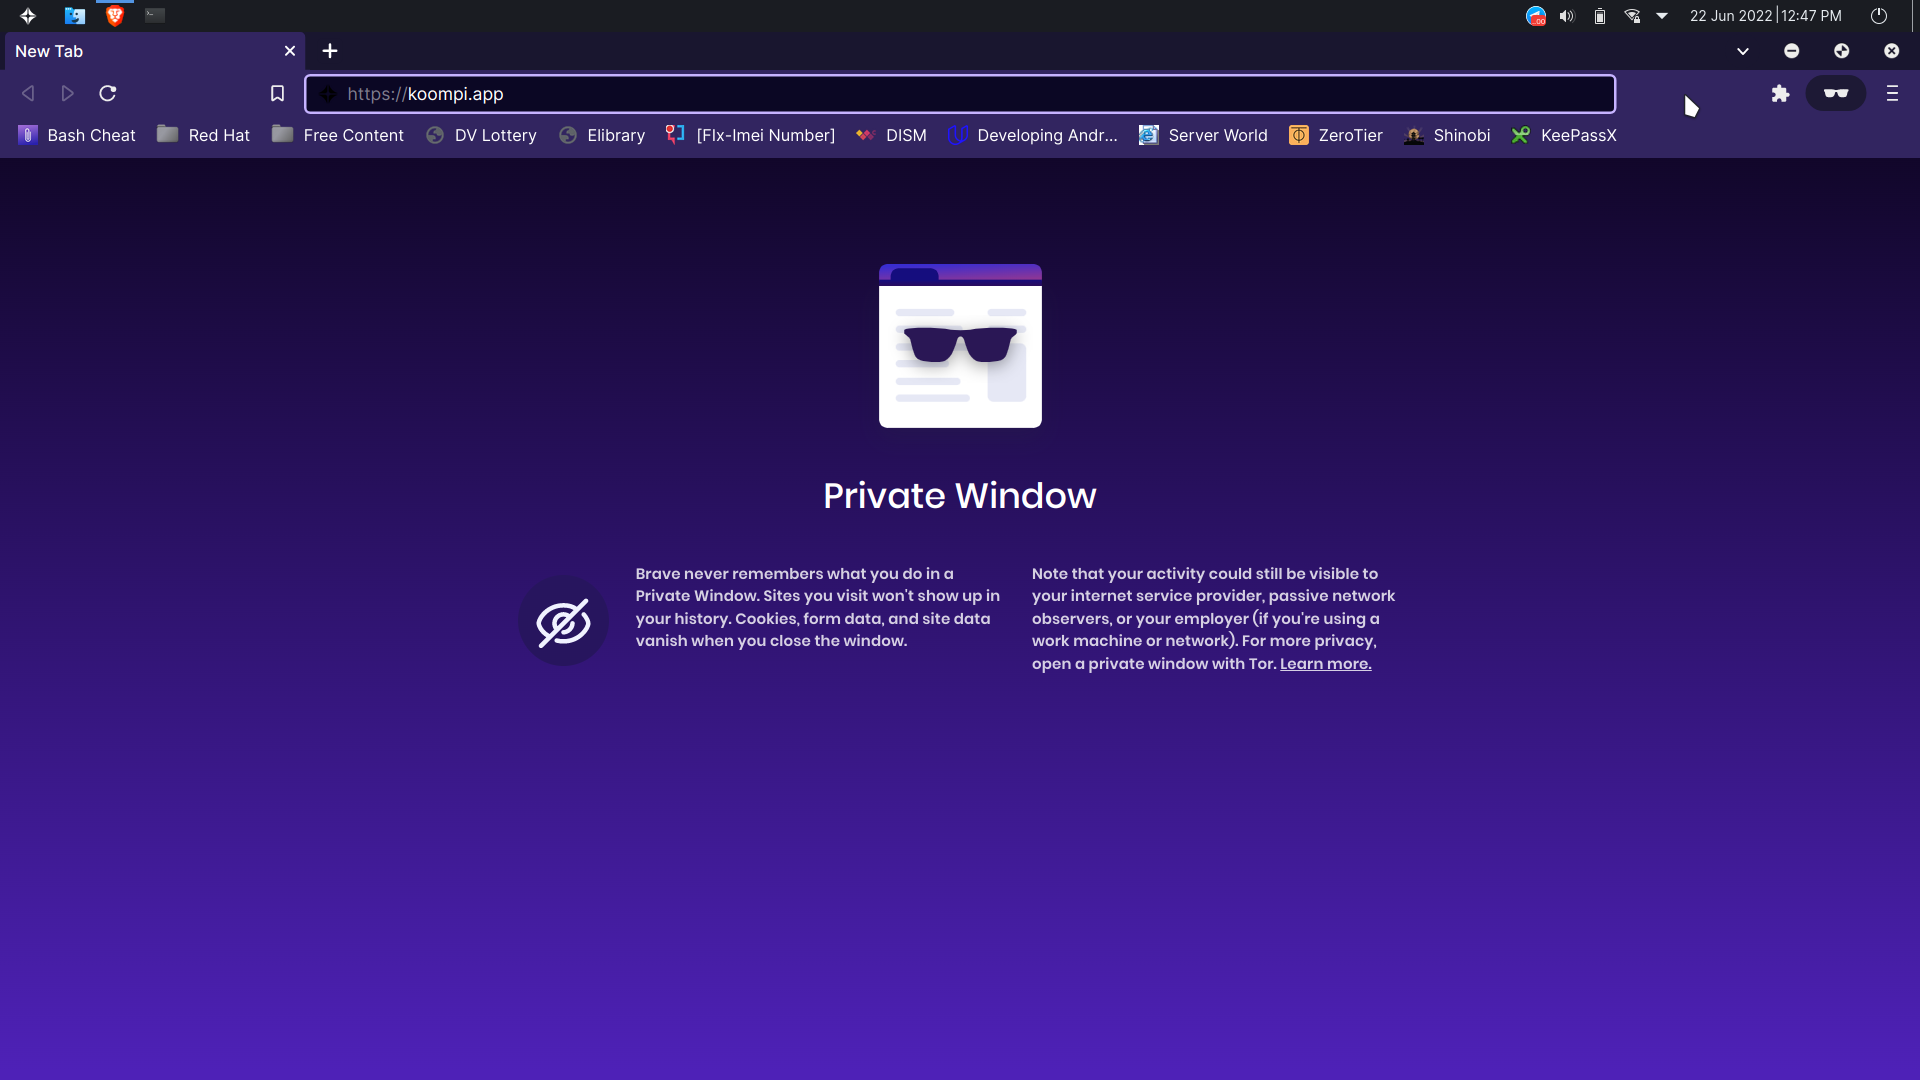 22 Jun 2022 | 12:47 PM
New Tab
https://koompi.app
Bash Cheat Red Hat Free Content DV Lottery Elibrary [FIx-Imei Number] DISM Developing Andr... Server World ZeroTier Shinobi KeePassX
Private Window
Brave never remembers what you do in a
Private Window. Sites you visit won't show up in
your history. Cookies, form data, and site data
vanish when you close the window.
Note that your activity could still be visible to
your internet service provider, passive network
observers, or your employer (if you're using a
work machine or network). For more privacy,
open a private window with Tor. Learn more.